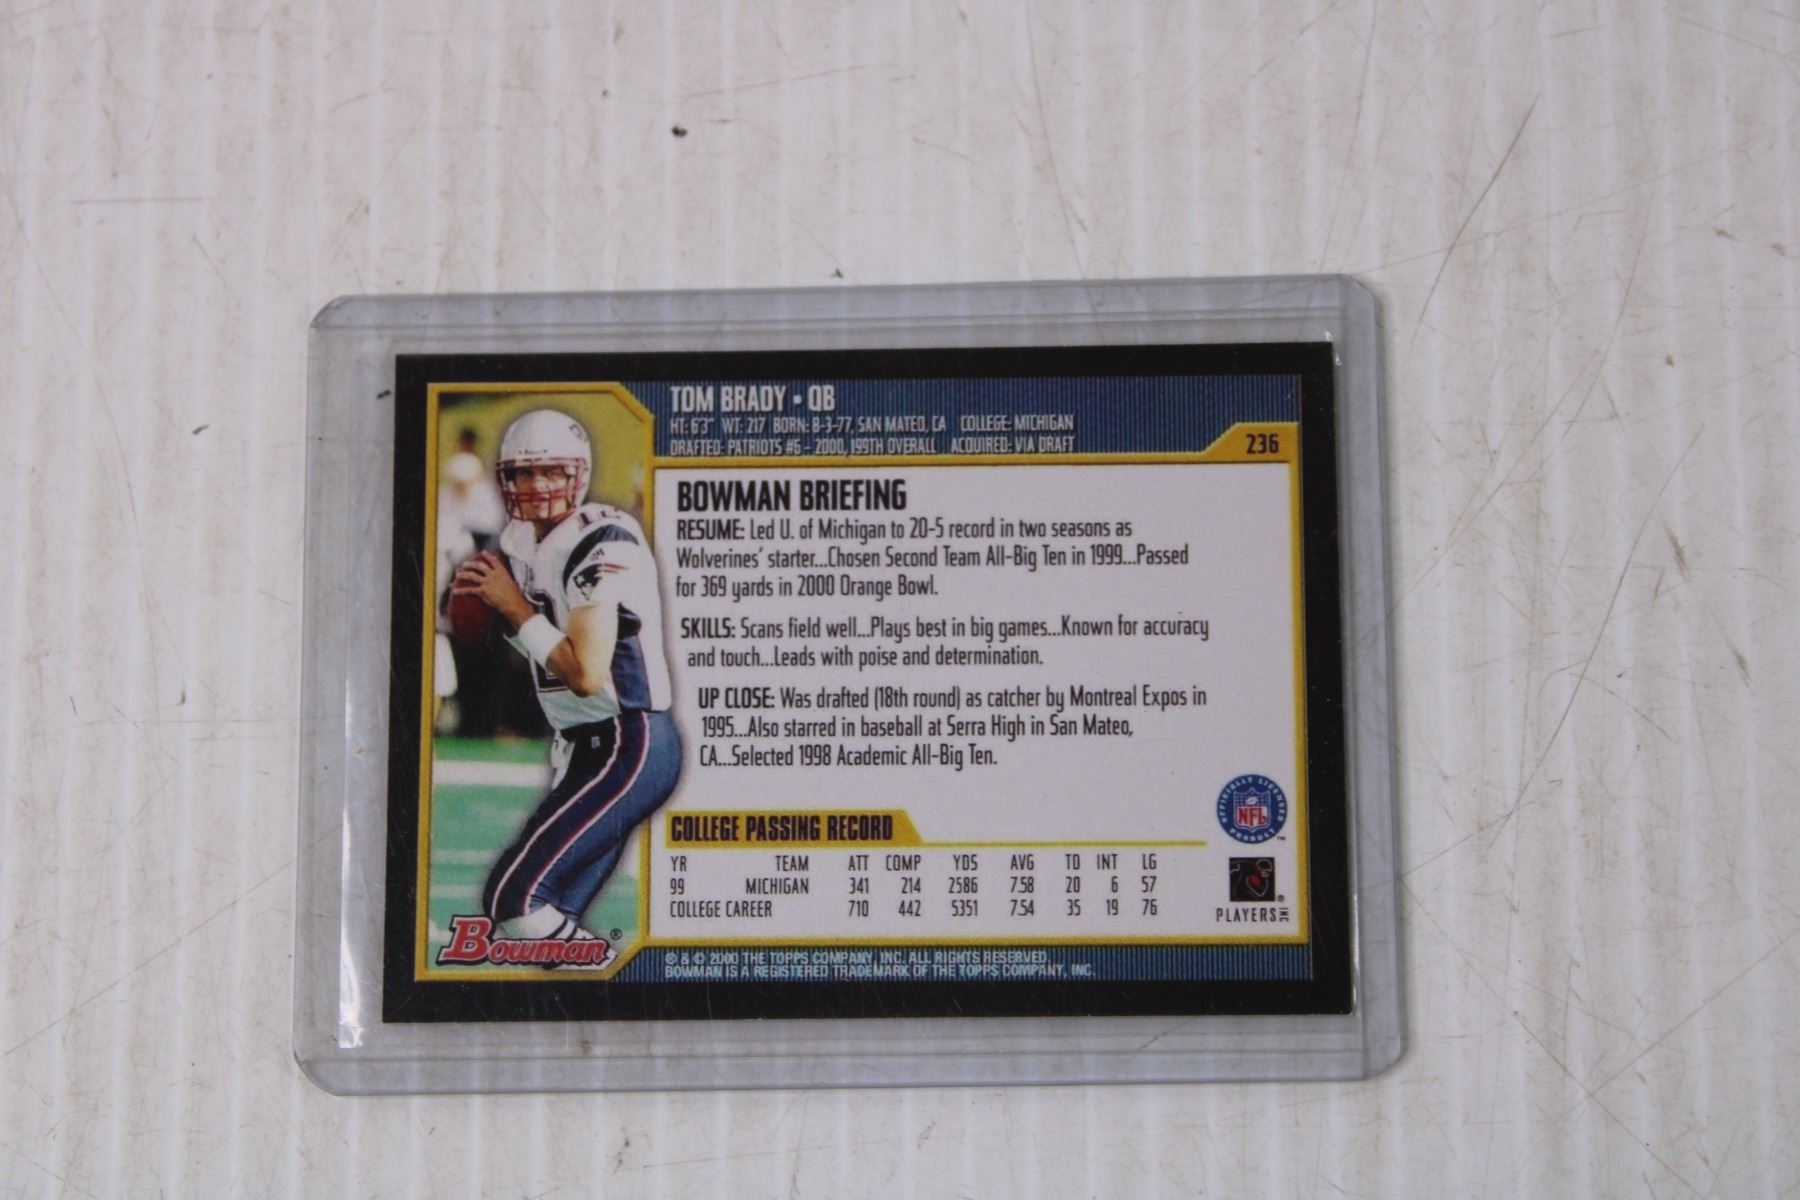 TOM BRADY • QB
HT: 6'3" WT: 217 BORN: 8-3-77, SAN MATEO, CA COLLEGE: MICHIGAN
DRAFTED: PATRIOTS #6 – 2000, 199TH OVERALL ACQUIRED: VIA DRAFT
236
BOWMAN BRIEFING
RESUME: Led U. of Michigan to 20-5 record in two seasons as
Wolverines' starter...Chosen Second Team All-Big Ten in 1999...Passed
for 369 yards in 2000 Orange Bowl.
SKILLS: Scans field well...Plays best in big games...Known for accuracy
and touch...Leads with poise and determination.
UP CLOSE: Was drafted (18th round) as catcher by Montreal Expos in
1995...Also starred in baseball at Serra High in San Mateo,
CA...Selected 1998 Academic All-Big Ten.
OFFICIALLY LICENSED
NFL
PRODUCT ™
COLLEGE PASSING RECORD
YR TEAM ATT COMP YDS AVG TD INT LG
99 MICHIGAN 341 214 2586 7.58 20 6 57
COLLEGE CAREER 710 442 5351 7.54 35 19 76
PLAYERS INC ®
Bowman ®
® & © 2000 THE TOPPS COMPANY, INC. ALL RIGHTS RESERVED.
BOWMAN IS A REGISTERED TRADEMARK OF THE TOPPS COMPANY, INC.